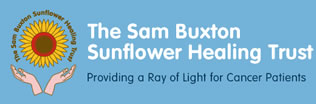 The Sam Buxton Sunflower Healing Trust
The Sam Buxton
Sunflower Healing Trust
Providing a Ray of Light for Cancer Patients